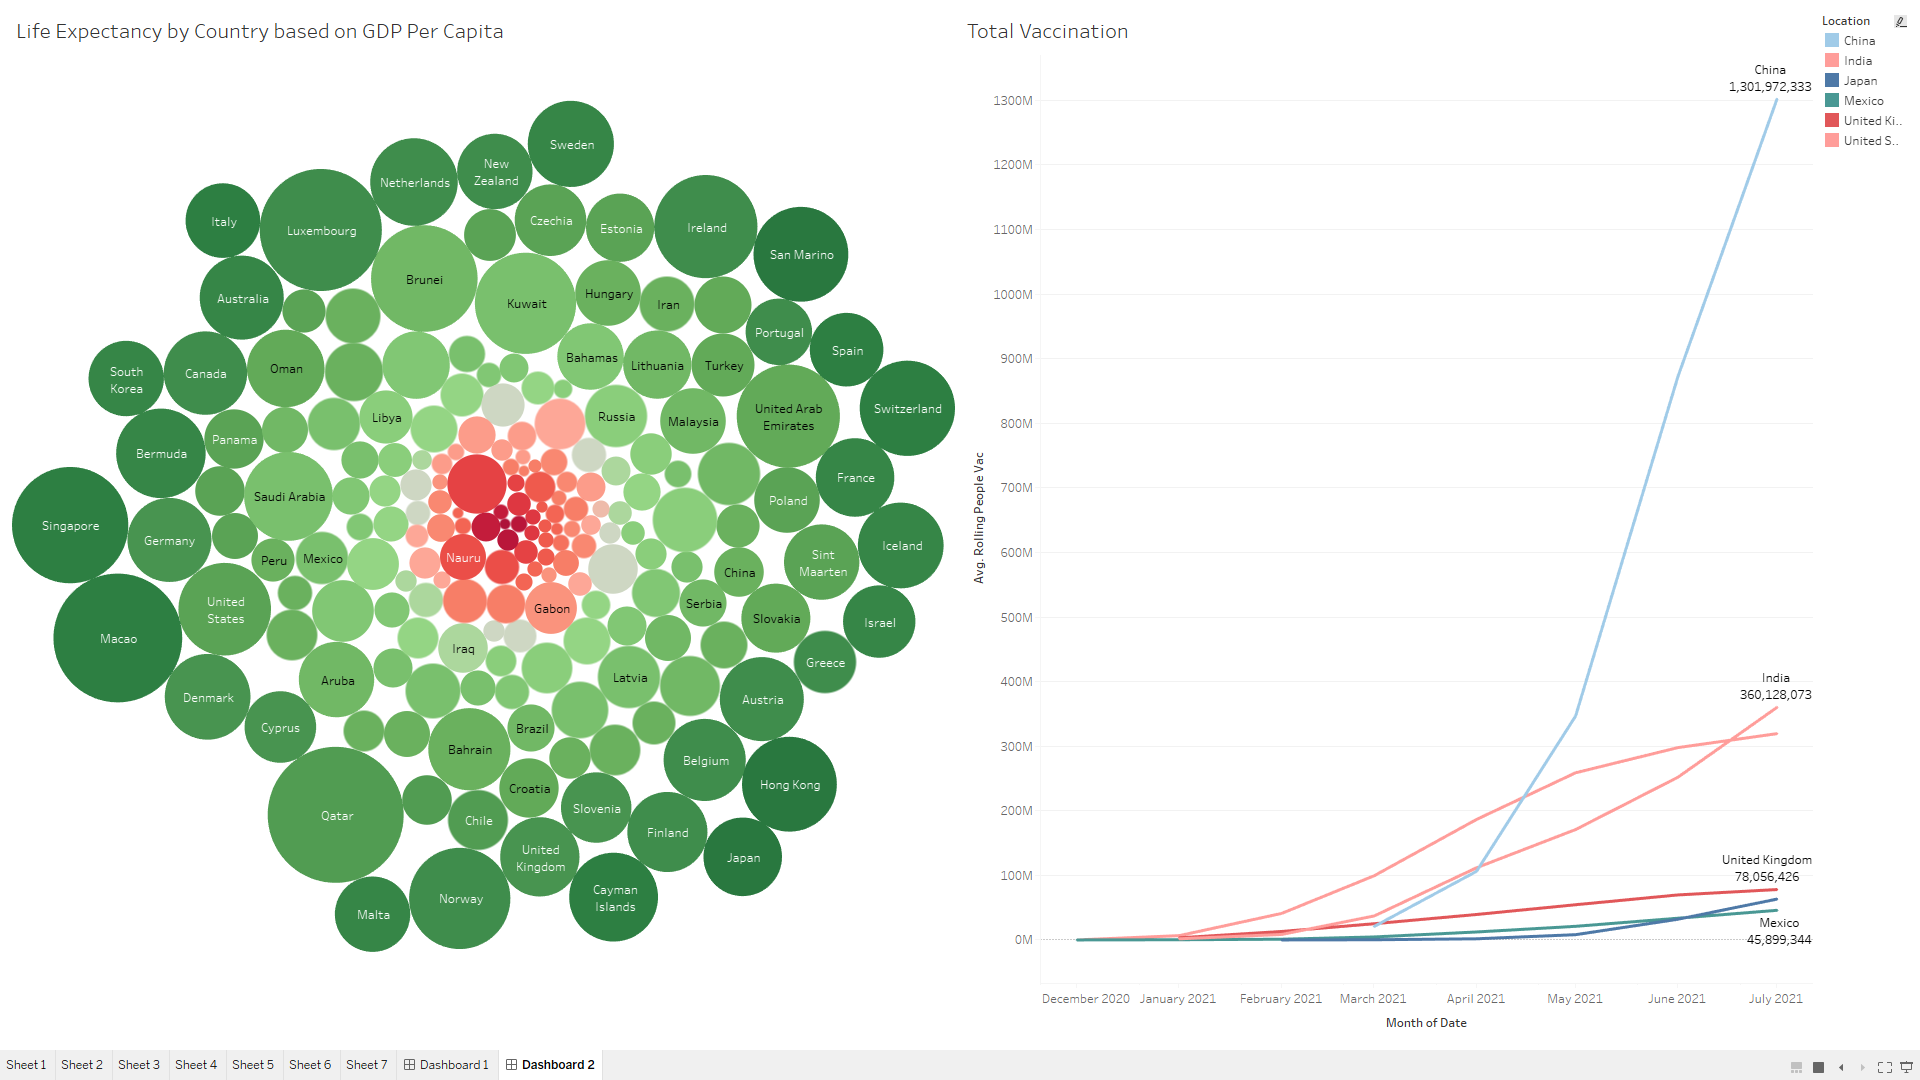 Life Expectancy by Country based on GDP Per Capita
Sweden
New
Zealand
Netherlands
Italy
Luxembourg
Czechia
Estonia
Ireland
San Marino
Brunei
Kuwait
Hungary
Iran
Australia
Portugal
Spain
South
Korea
Canada
Oman
Bahamas
Lithuania
Turkey
Switzerland
Libya
Russia
Malaysia
United Arab
Emirates
Panama
Bermuda
France
Saudi Arabia
Poland
Singapore
Germany
Iceland
Peru
Mexico
Nauru
China
Sint
Maarten
United
States
Gabon
Serbia
Slovakia
Israel
Macao
Iraq
Greece
Aruba
Latvia
Denmark
Austria
Cyprus
Brazil
Bahrain
Belgium
Hong Kong
Croatia
Qatar
Chile
Slovenia
Finland
United
Kingdom
Japan
Norway
Cayman
Islands
Malta
Total Vaccination
China
1,301,972,333
1300M
1200M
1100M
1000M
900M
800M
700M
600M
500M
400M
300M
200M
100M
0M
Avg. Rolling People Vac
India
360,128,073
United Kingdom
78,056,426
Mexico
45,899,344
December 2020
January 2021
February 2021
March 2021
April 2021
May 2021
June 2021
July 2021
Month of Date
Location
China
India
Japan
Mexico
United Ki..
United S..
Sheet 1
Sheet 2
Sheet 3
Sheet 4
Sheet 5
Sheet 6
Sheet 7
Dashboard 1
Dashboard 2